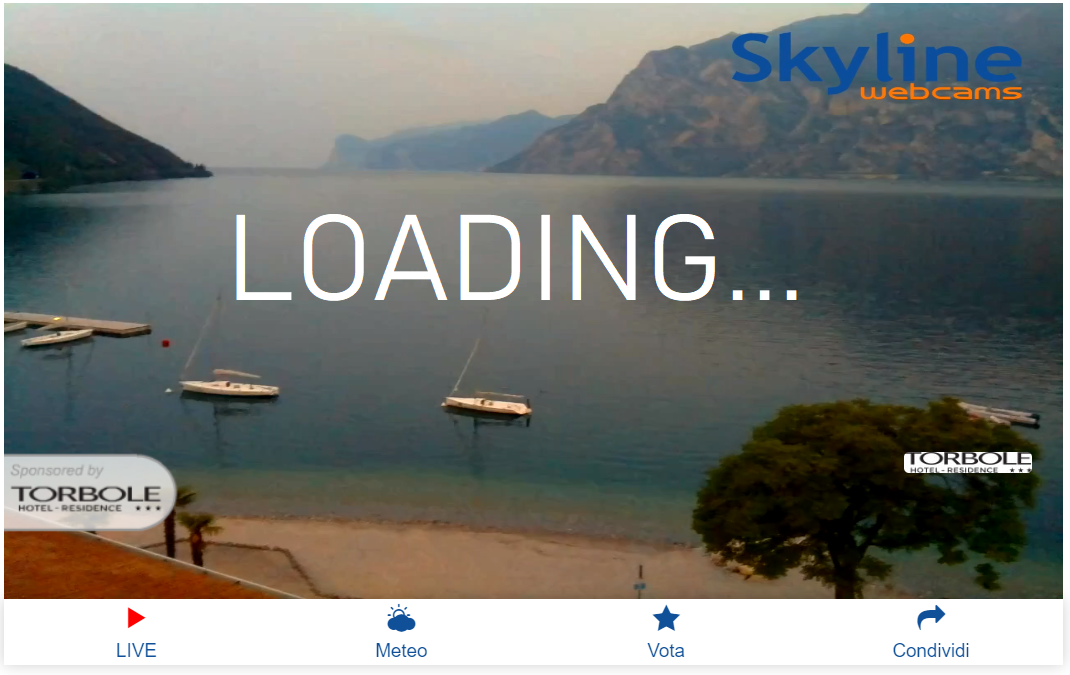 Skyline
webcams
LOADING...
Sponsored by
TORBOLE
HOTEL - RESIDENCE ★★★
TORBOLE
HOTEL - RESIDENCE ★★★
LIVE
Meteo
Vota
Condividi